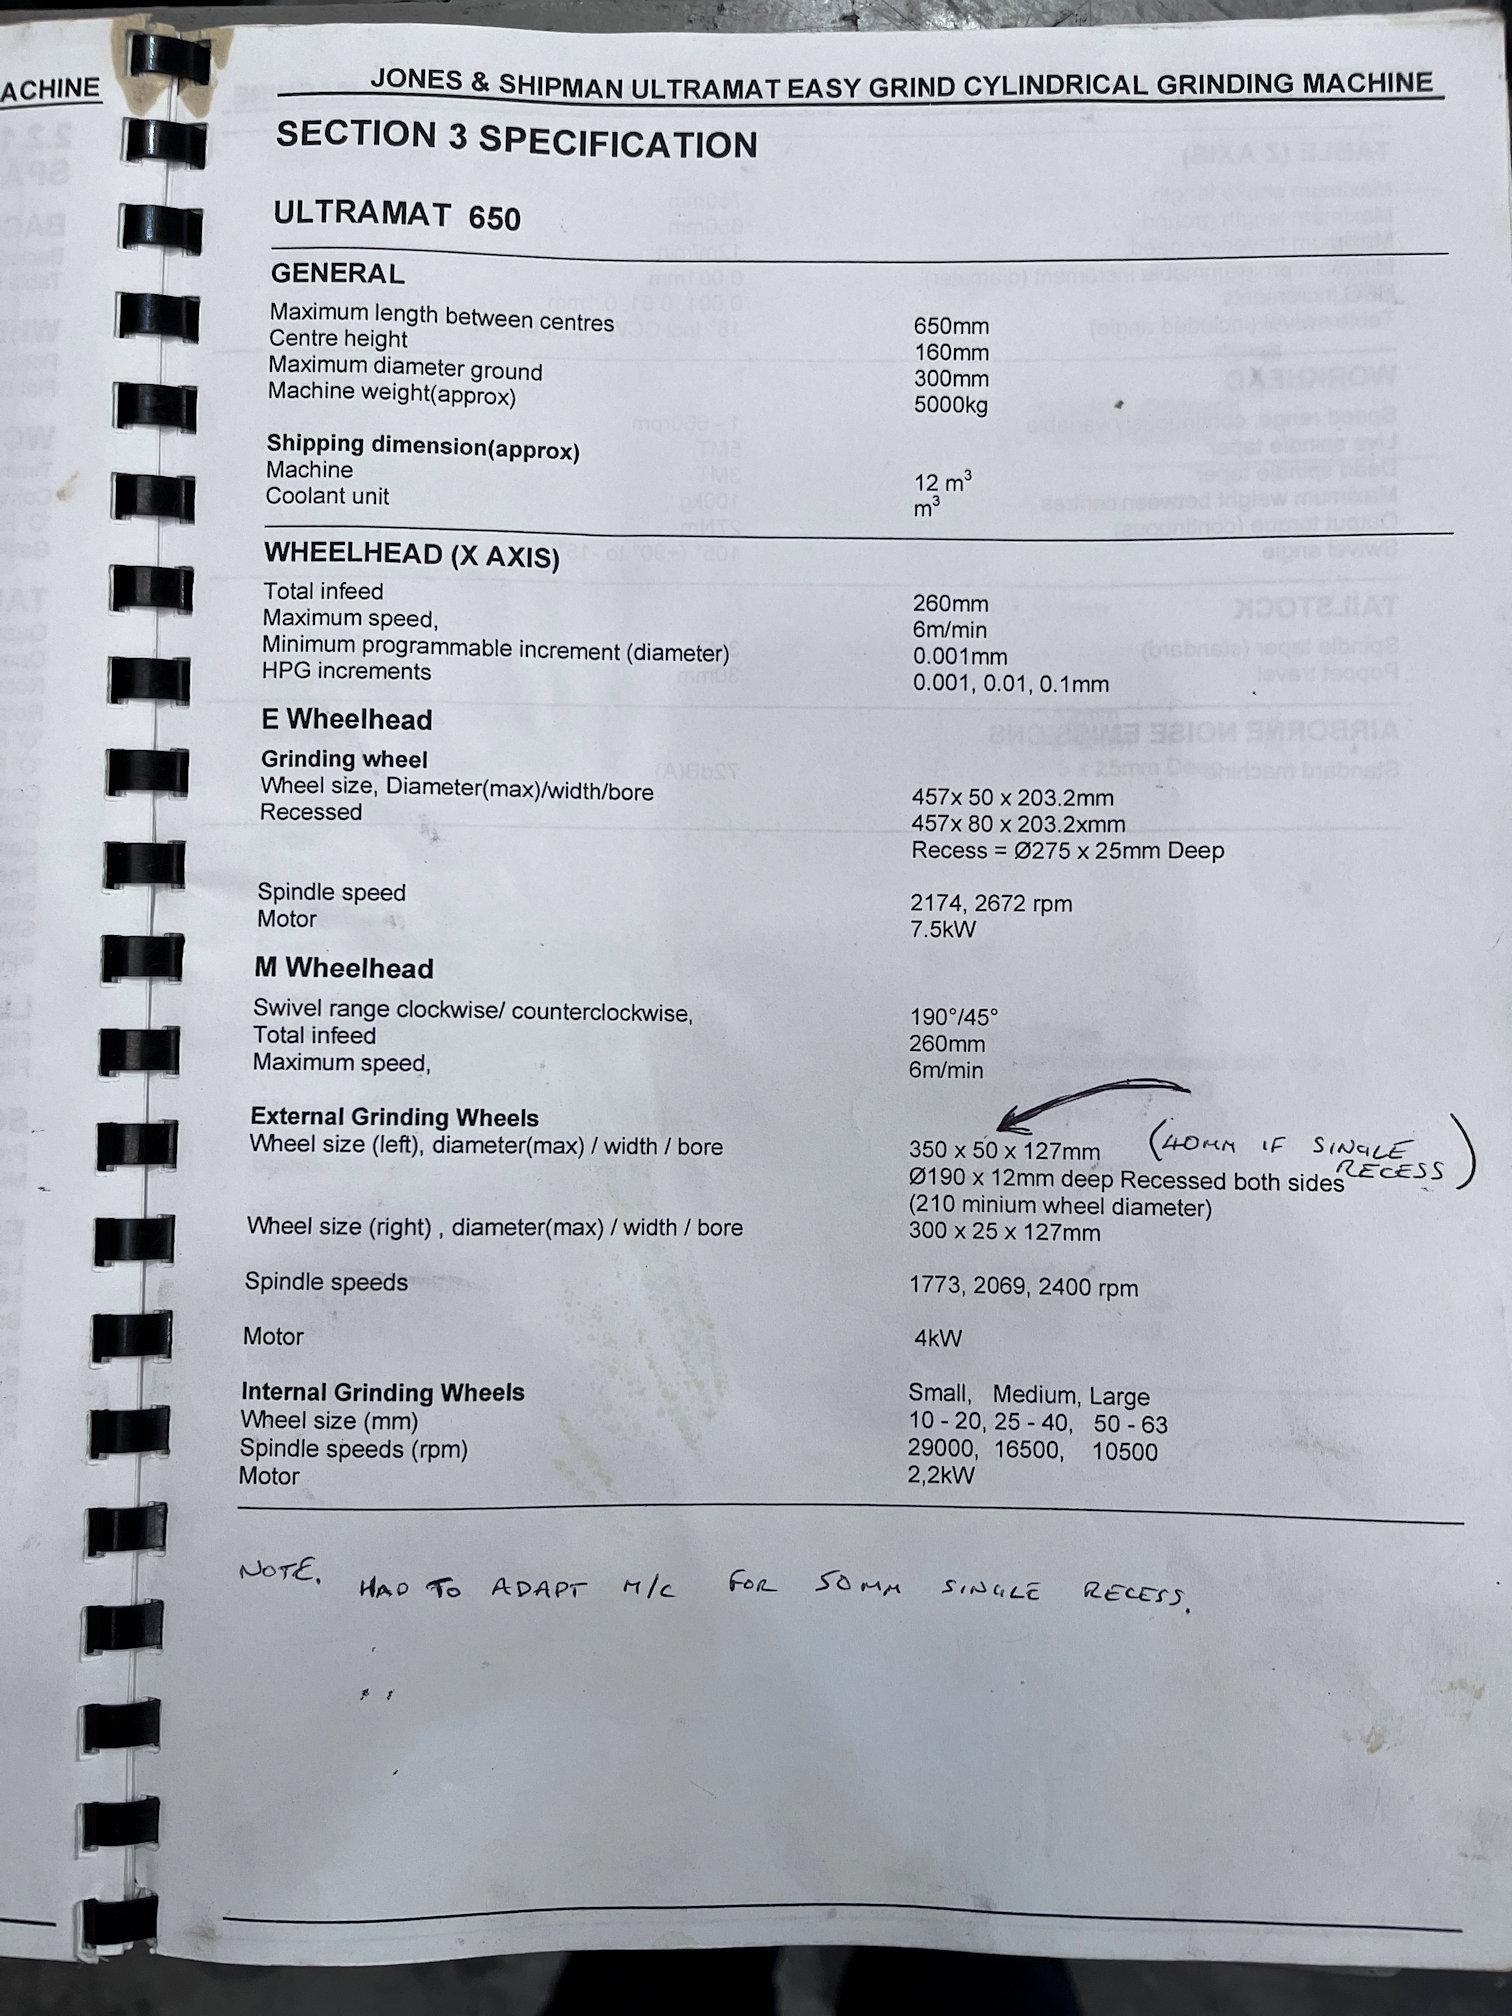 ACHINE
JONES & SHIPMAN ULTRAMAT EASY GRIND CYLINDRICAL GRINDING MACHINE
SECTION 3 SPECIFICATION
ULTRAMAT 650
GENERAL
Maximum length between centres 650mm
Centre height 160mm
Maximum diameter ground 300mm
Machine weight(approx) 5000kg
Shipping dimension(approx)
Machine 12 m³
Coolant unit m³
WHEELHEAD (X AXIS)
Total infeed 260mm
Maximum speed, 6m/min
Minimum programmable increment (diameter) 0.001mm
HPG increments 0.001, 0.01, 0.1mm
E Wheelhead
Grinding wheel
Wheel size, Diameter(max)/width/bore 457x 50 x 203.2mm
Recessed 457x 80 x 203.2xmm
Recess = Ø275 x 25mm Deep
Spindle speed 2174, 2672 rpm
Motor 7.5kW
M Wheelhead
Swivel range clockwise/ counterclockwise, 190°/45°
Total infeed 260mm
Maximum speed, 6m/min
External Grinding Wheels
Wheel size (left), diameter(max) / width / bore 350 x 50 x 127mm (40MM IF SINGLE RECESS)
Ø190 x 12mm deep Recessed both sides
(210 minium wheel diameter)
Wheel size (right) , diameter(max) / width / bore 300 x 25 x 127mm
Spindle speeds 1773, 2069, 2400 rpm
Motor 4kW
Internal Grinding Wheels Small, Medium, Large
Wheel size (mm) 10 - 20, 25 - 40, 50 - 63
Spindle speeds (rpm) 29000, 16500, 10500
Motor 2,2kW
NOTE. HAD TO ADAPT M/C FOR 50MM SINGLE RECESS.